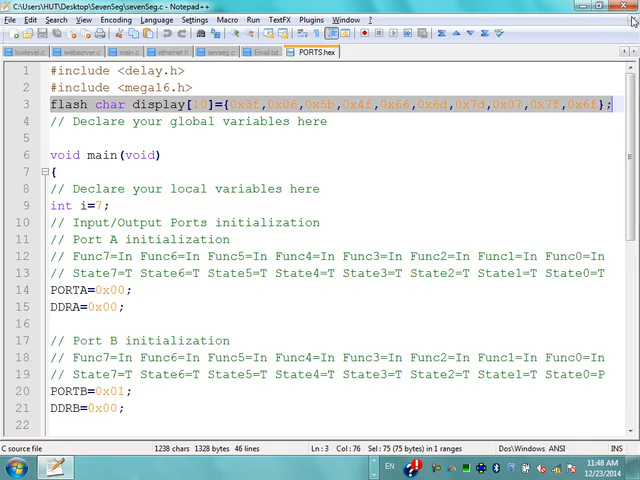 C:\Users\HUT\Desktop\SevenSeg\sevenSeg.c - Notepad++
File Edit Search View Encoding Language Settings Macro Run TextFX Plugins Window ?
lowlevel.c webserver.c main.c ethernet.h sevseg.c Email.txt PORTS.hex
1 #include <delay.h>
2 #include <mega16.h>
3 flash char display[10]={0x3f,0x06,0x5b,0x4f,0x66,0x6d,0x7d,0x07,0x7f,0x6f};
4 // Declare your global variables here
5
6 void main(void)
7 {
8 // Declare your local variables here
9 int i=7;
10 // Input/Output Ports initialization
11 // Port A initialization
12 // Func7=In Func6=In Func5=In Func4=In Func3=In Func2=In Func1=In Func0=In
13 // State7=T State6=T State5=T State4=T State3=T State2=T State1=T State0=T
14 PORTA=0x00;
15 DDRA=0x00;
16
17 // Port B initialization
18 // Func7=In Func6=In Func5=In Func4=In Func3=In Func2=In Func1=In Func0=In
19 // State7=T State6=T State5=T State4=T State3=T State2=T State1=T State0=P
20 PORTB=0x01;
21 DDRB=0x00;
22
C source file 1238 chars 1328 bytes 46 lines Ln : 3 Col : 76 Sel : 75 (75 bytes) in 1 ranges Dos\Windows ANSI INS
EN
11:48 AM
12/23/2014